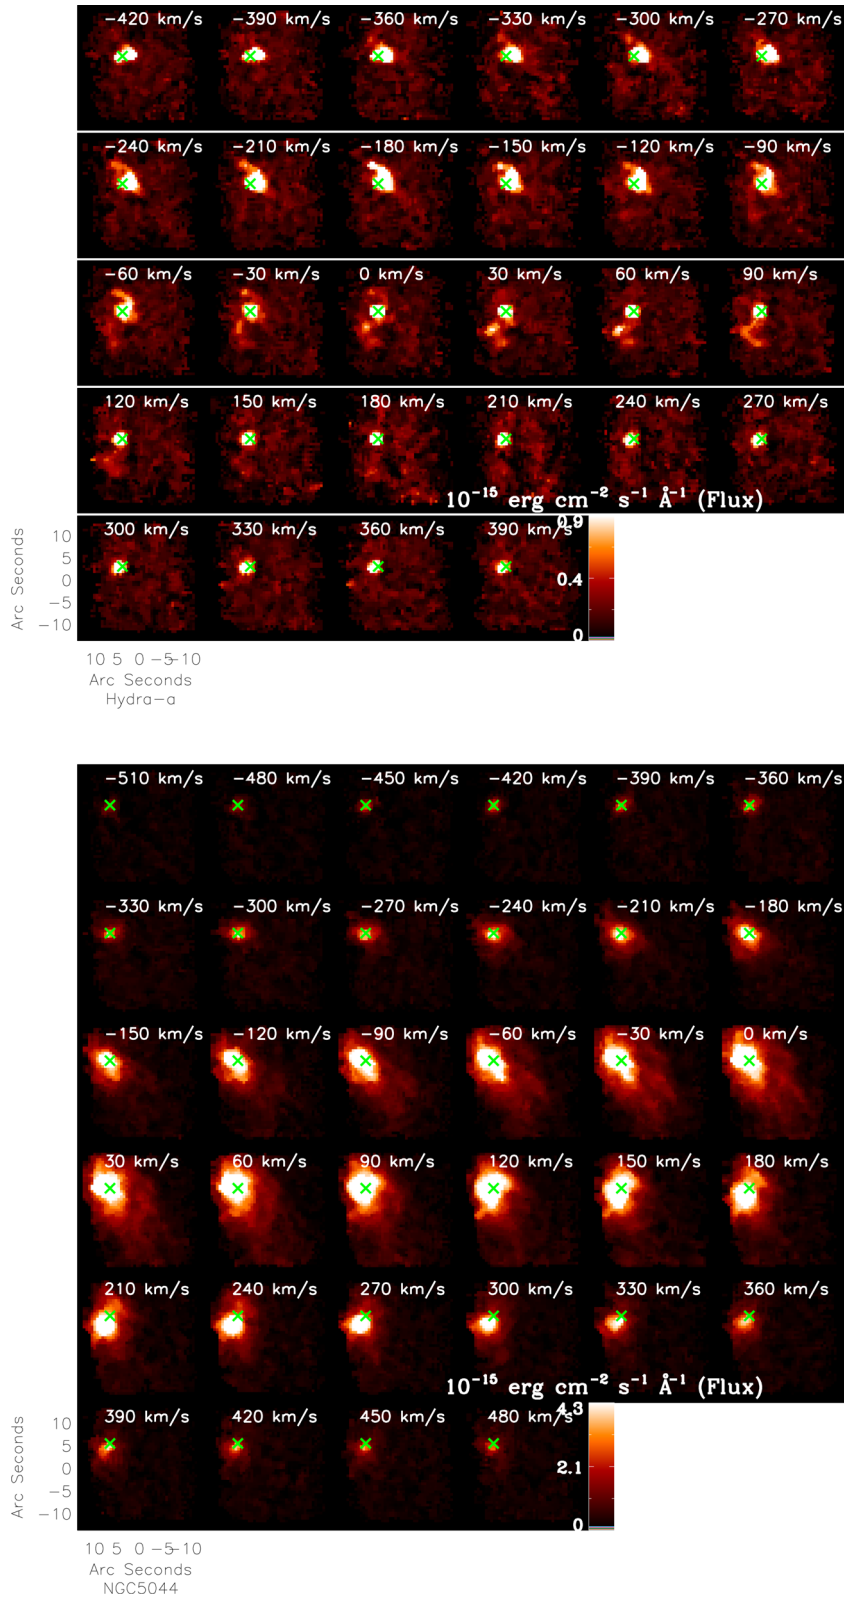 −420 km/s −390 km/s −360 km/s −330 km/s −300 km/s −270 km/s
−240 km/s −210 km/s −180 km/s −150 km/s −120 km/s −90 km/s
−60 km/s −30 km/s 0 km/s 30 km/s 60 km/s 90 km/s
120 km/s 150 km/s 180 km/s 210 km/s 240 km/s 270 km/s
10⁻¹⁵ erg cm⁻² s⁻¹ Å⁻¹ (Flux)
300 km/s 330 km/s 360 km/s 390 km/s 0.9
10
5
0
−5
−10
Arc Seconds
0.4
0
10 5 0 −5 −10
Arc Seconds
Hydra−a
−510 km/s −480 km/s −450 km/s −420 km/s −390 km/s −360 km/s
−330 km/s −300 km/s −270 km/s −240 km/s −210 km/s −180 km/s
−150 km/s −120 km/s −90 km/s −60 km/s −30 km/s 0 km/s
30 km/s 60 km/s 90 km/s 120 km/s 150 km/s 180 km/s
210 km/s 240 km/s 270 km/s 300 km/s 330 km/s 360 km/s
10⁻¹⁵ erg cm⁻² s⁻¹ Å⁻¹ (Flux)
390 km/s 420 km/s 450 km/s 480 km/s 4.3
10
5
0
−5
−10
Arc Seconds
2.1
0
10 5 0 −5 −10
Arc Seconds
NGC5044